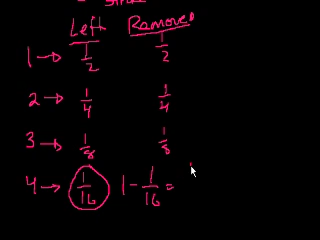 Left Removed
1 → 1/2 1/2
2 → 1/4 1/4
3 → 1/8 1/8
4 → 1/16 1 - 1/16 =